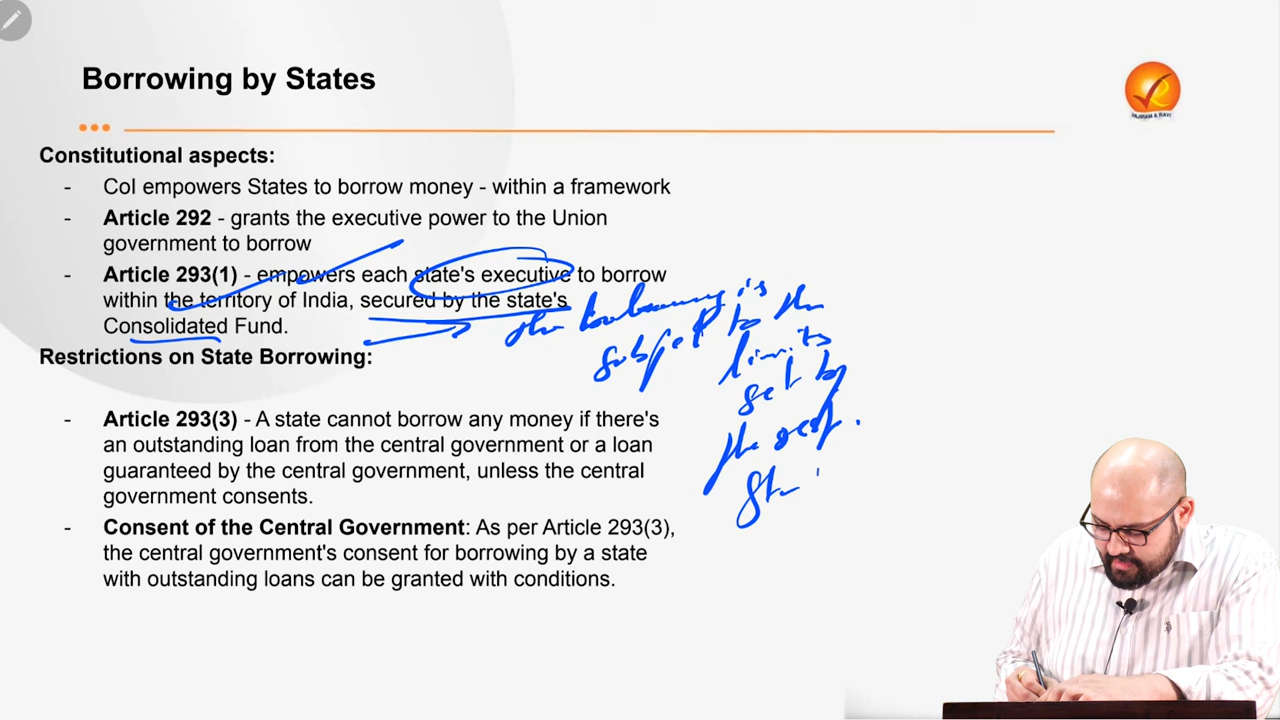 Borrowing by States
VAJIRAM & RAVI
Constitutional aspects:
- CoI empowers States to borrow money - within a framework
- Article 292 - grants the executive power to the Union
government to borrow
- Article 293(1) - empowers each state's executive to borrow
within the territory of India, secured by the state's
Consolidated Fund.
the borrowing is
subject to the
limits
set by
the
Restrictions on State Borrowing:
- Article 293(3) - A state cannot borrow any money if there's
an outstanding loan from the central government or a loan
guaranteed by the central government, unless the central
government consents.
- Consent of the Central Government: As per Article 293(3),
the central government's consent for borrowing by a state
with outstanding loans can be granted with conditions.